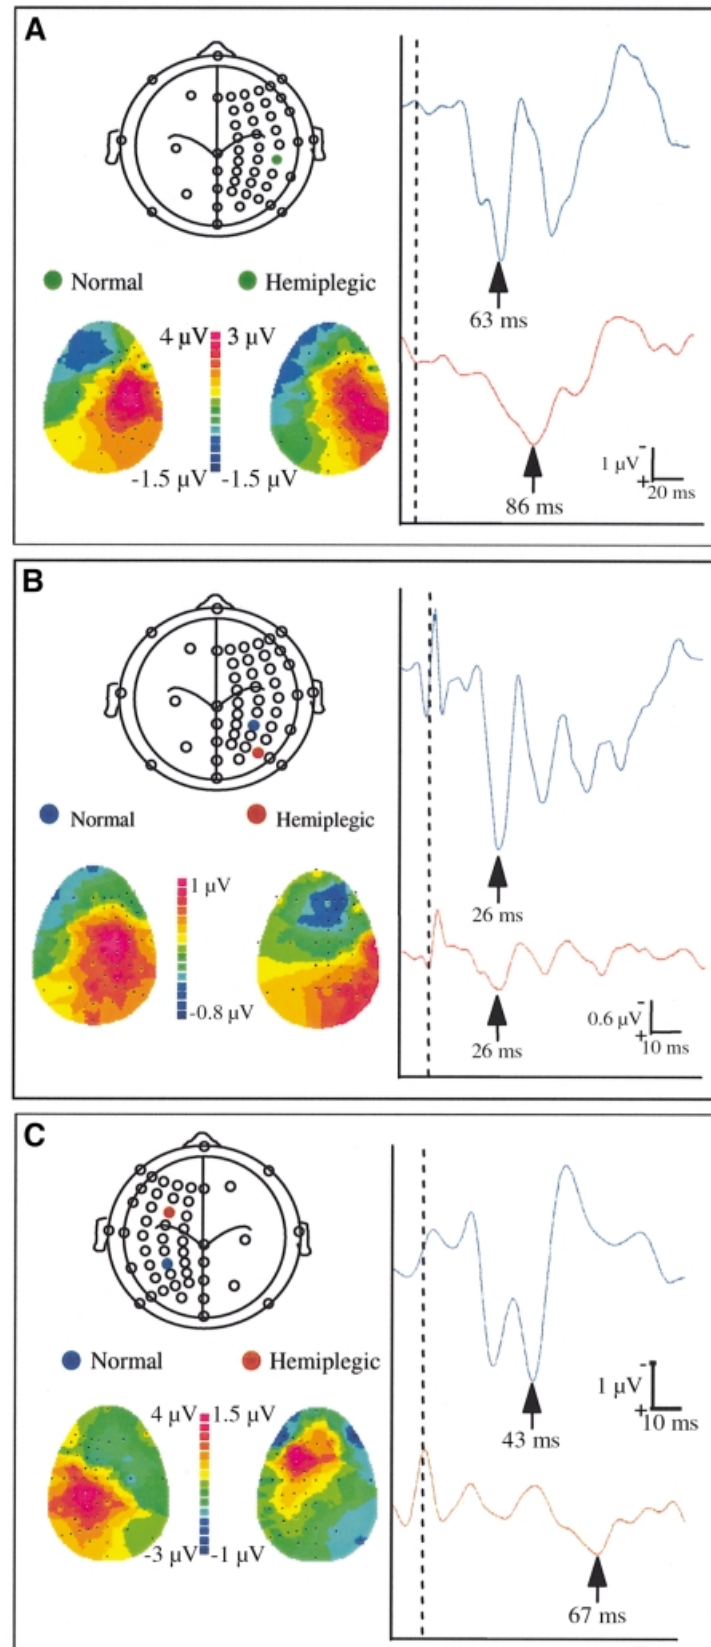 A
Normal
Hemiplegic
4 µV 3 µV
-1.5 µV -1.5 µV
63 ms
86 ms
-
1 µV
+
20 ms
B
Normal
Hemiplegic
1 µV
-0.8 µV
26 ms
26 ms
-
0.6 µV
+
10 ms
C
Normal
Hemiplegic
4 µV 1.5 µV
-3 µV -1 µV
43 ms
67 ms
-
1 µV
+
10 ms